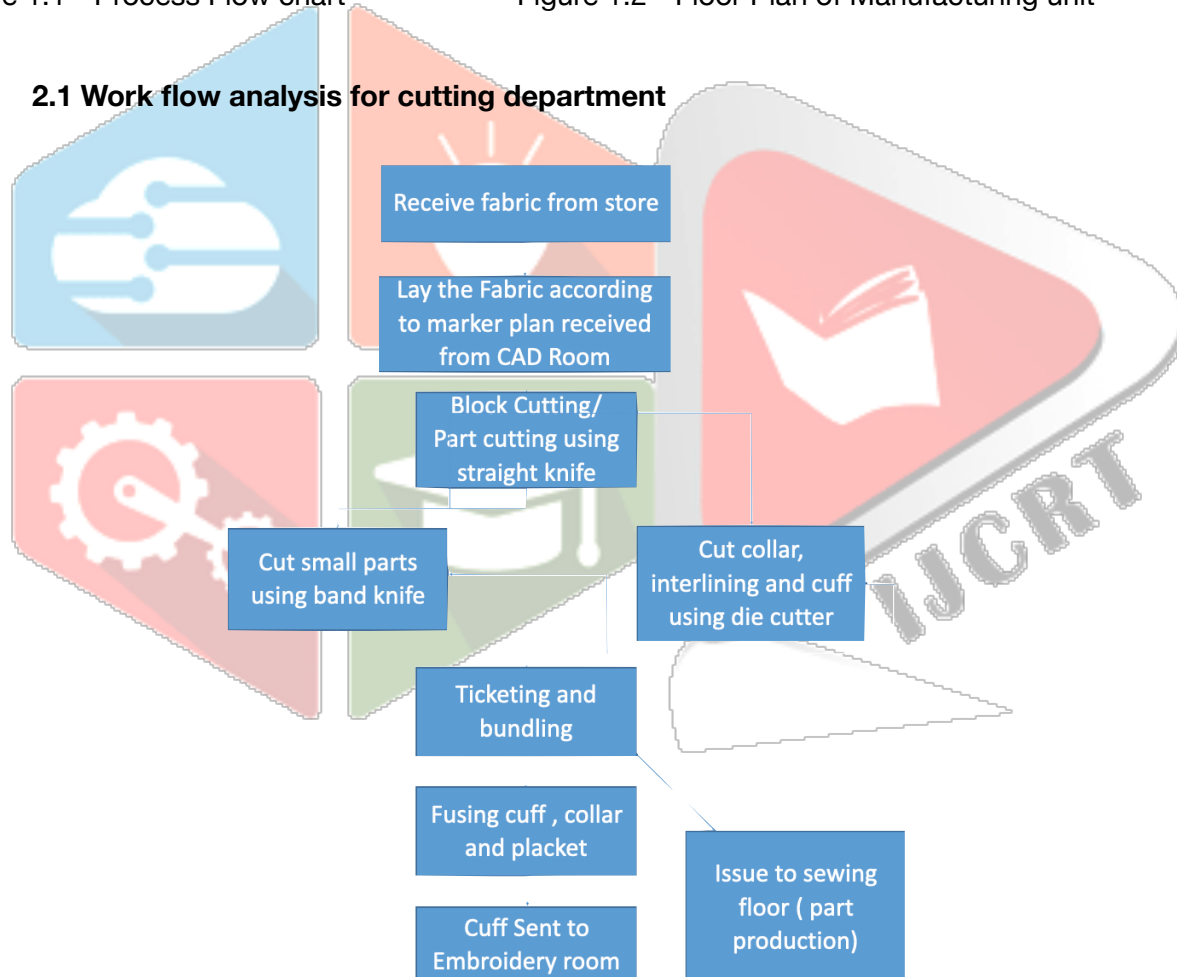 e 1.1 - Process Flow chart
Figure 1.2 - Floor Plan of Manufacturing unit
2.1 Work flow analysis for cutting department
Receive fabric from store
Lay the Fabric according
to marker plan received
from CAD Room
Block Cutting/
Part cutting using
straight knife
Cut small parts
using band knife
Cut collar,
interlining and cuff
using die cutter
IJCRT
Ticketing and
bundling
Fusing cuff , collar
and placket
Issue to sewing
floor ( part
production)
Cuff Sent to
Embroidery room